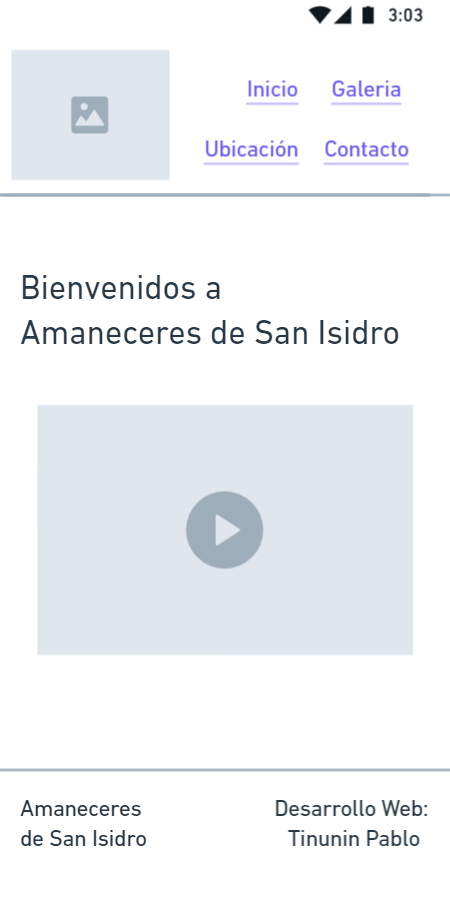 3:03
Inicio Galeria
Ubicación Contacto
Bienvenidos a
Amaneceres de San Isidro
Amaneceres
de San Isidro
Desarrollo Web:
Tinunin Pablo